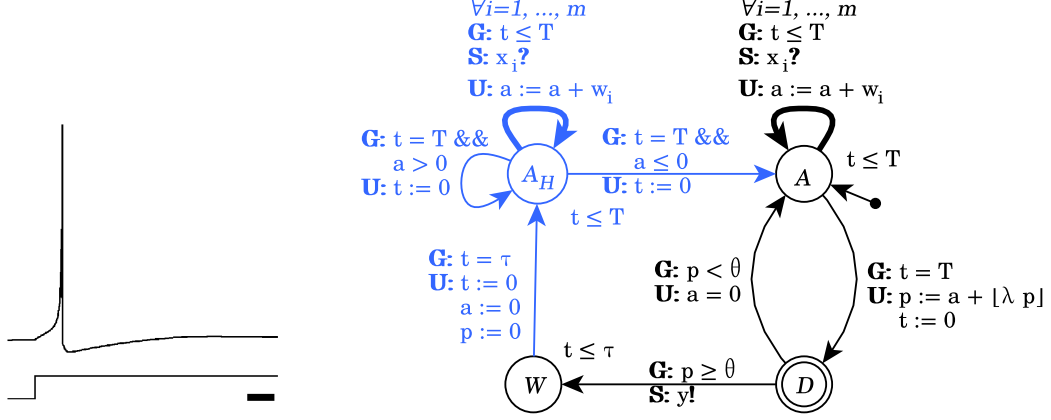 ∀i=1, ..., m
G: t ≤ T
S: x_i?
U: a := a + w_i
∀i=1, ..., m
G: t ≤ T
S: x_i?
U: a := a + w_i
G: t = T &&
a > 0
U: t := 0
A_H
t ≤ T
G: t = T &&
a ≤ 0
U: t := 0
A
t ≤ T
G: t = τ
U: t := 0
a := 0
p := 0
G: p < θ
U: a = 0
G: t = T
U: p := a + ⌊λ p⌋
t := 0
W
t ≤ τ
G: p ≥ θ
S: y!
D